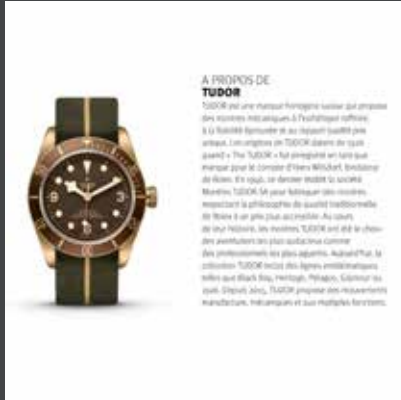 A PROPOS DE
TUDOR
TUDOR est une marque horlogère suisse qui propose
des montres mécaniques à l'esthétique raffinée,
à la fiabilité éprouvée et au rapport qualité prix
unique. Les origines de TUDOR datent de 1926
quand « The TUDOR » fut enregistré en tant que
marque pour le compte d'Hans Wilsdorf, fondateur
de Rolex. En 1946, ce dernier établit la société
Montres TUDOR SA pour fabriquer des montres
respectant la philosophie de qualité traditionnelle
de Rolex à un prix plus accessible. Au cours
de leur histoire, les montres TUDOR ont été le choix
des aventuriers les plus audacieux comme
des professionnels les plus aguerris. Aujourd'hui, la
collection TUDOR inclut des lignes emblématiques
telles que Black Bay, Heritage, Pelagos, Glamour ou
1926. Depuis 2015, TUDOR propose des mouvements
manufacture, mécaniques et aux multiples fonctions.